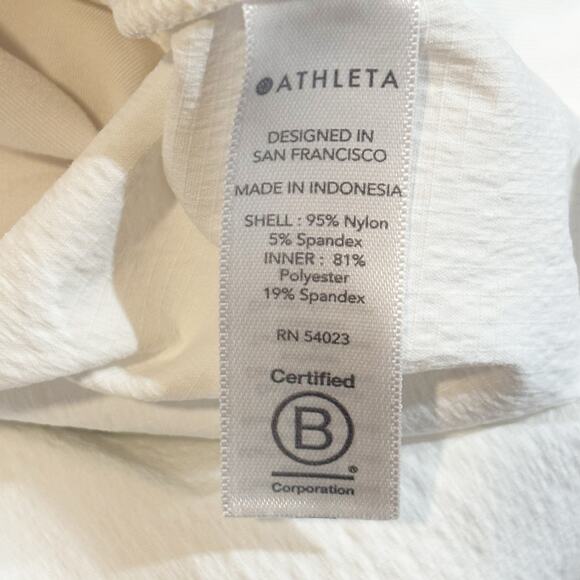 ATHLETA
DESIGNED IN
SAN FRANCISCO
MADE IN INDONESIA
SHELL : 95% Nylon
5% Spandex
INNER : 81%
Polyester
19% Spandex
RN 54023
Certified
B
®
Corporation